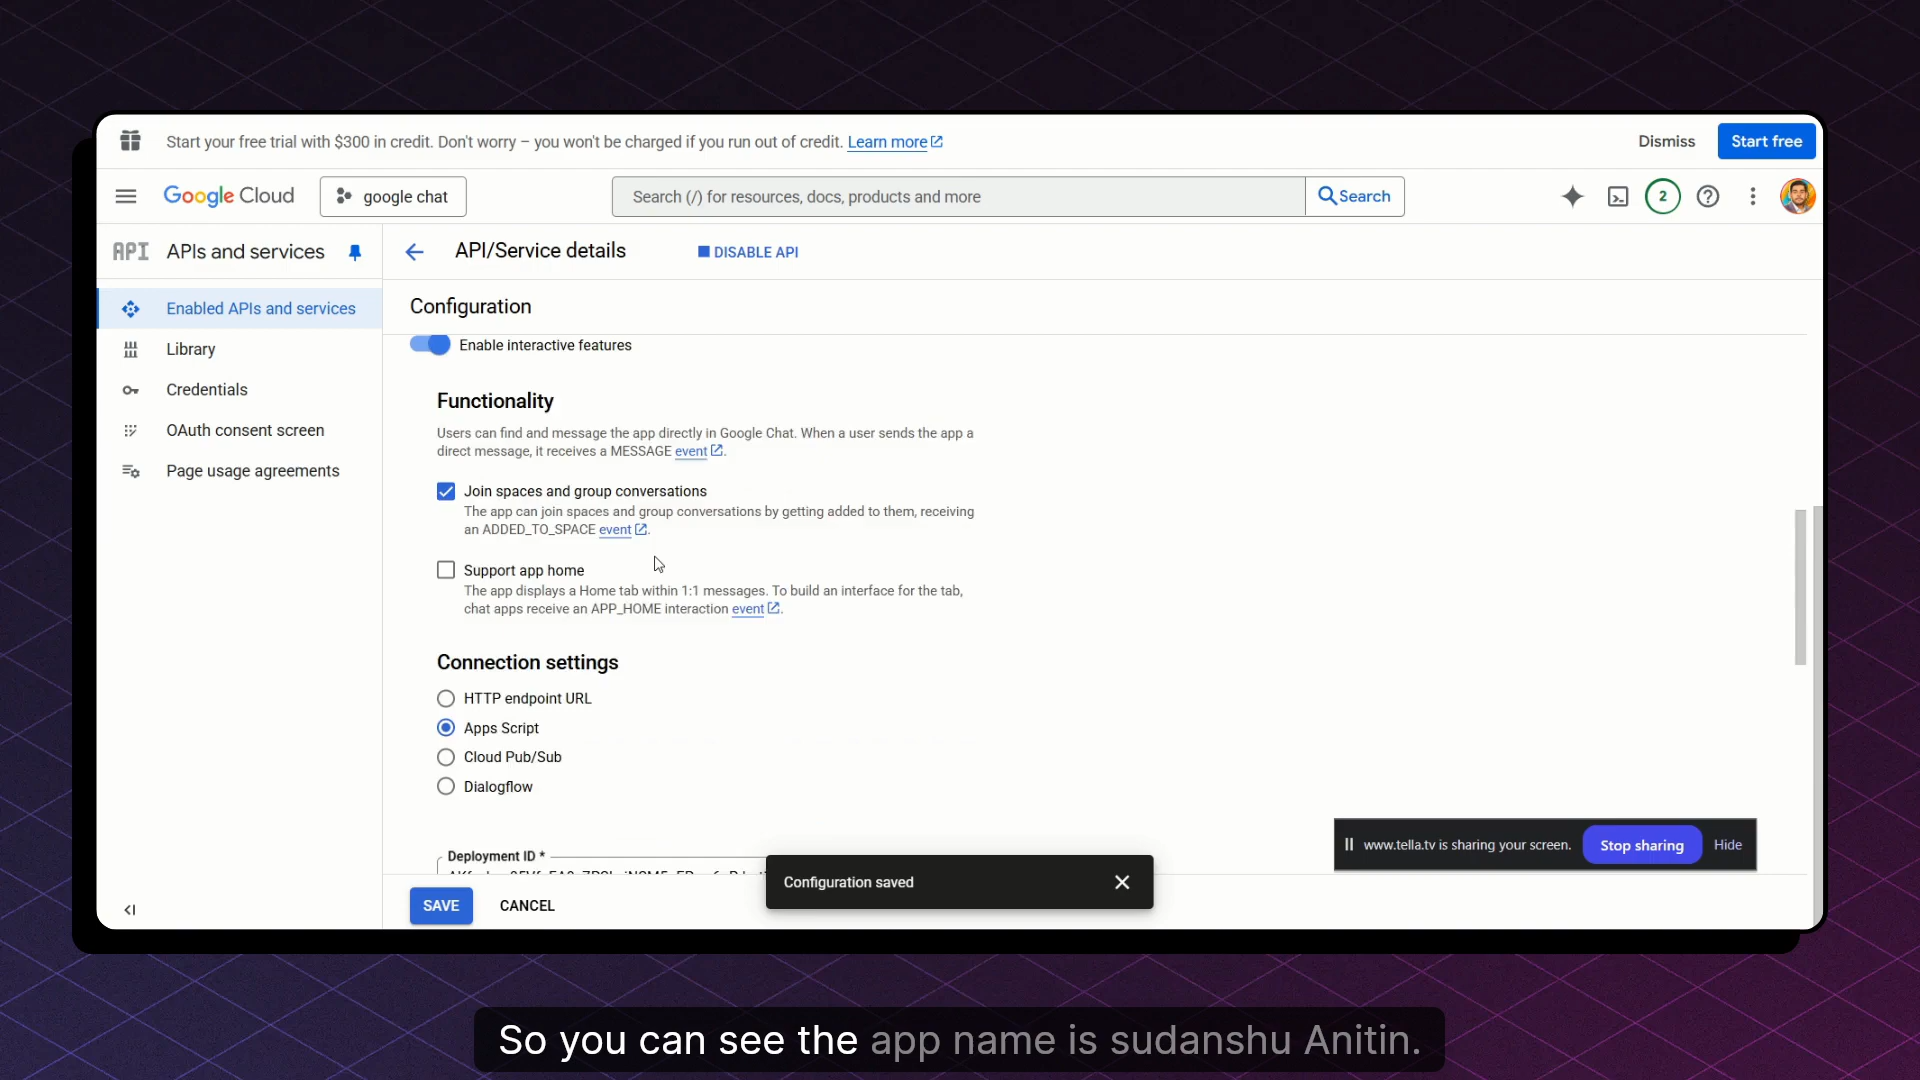 Start your free trial with $300 in credit. Don't worry – you won't be charged if you run out of credit. Learn more
Dismiss
Start free
Google Cloud
google chat
Search (/) for resources, docs, products and more
Search
2
API
APIs and services
API/Service details
DISABLE API
Enabled APIs and services
Library
Credentials
OAuth consent screen
Page usage agreements
Configuration
Enable interactive features
Functionality
Users can find and message the app directly in Google Chat. When a user sends the app a
direct message, it receives a MESSAGE event.
Join spaces and group conversations
The app can join spaces and group conversations by getting added to them, receiving
an ADDED_TO_SPACE event.
Support app home
The app displays a Home tab within 1:1 messages. To build an interface for the tab,
chat apps receive an APP_HOME interaction event.
Connection settings
HTTP endpoint URL
Apps Script
Cloud Pub/Sub
Dialogflow
Deployment ID *
www.tella.tv is sharing your screen.
Stop sharing
Hide
Configuration saved
SAVE
CANCEL
So you can see the app name is sudanshu Anitin.